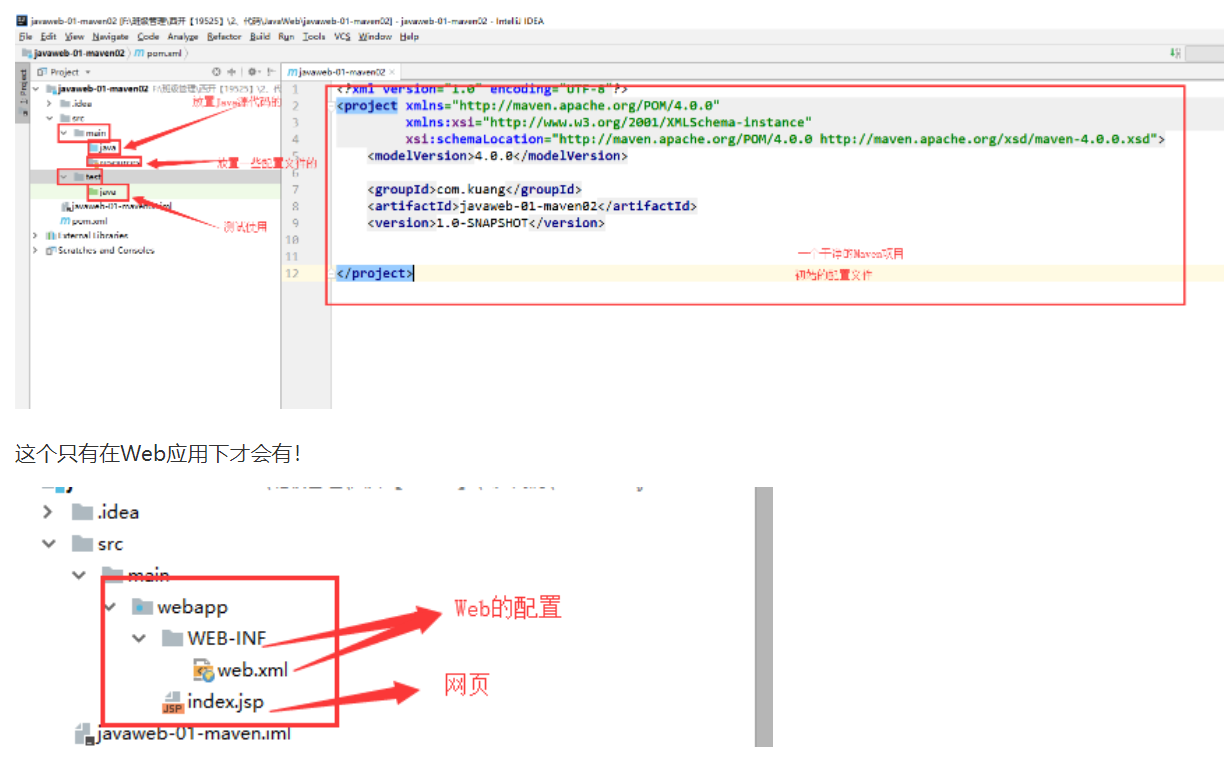 javaweb-01-maven02 [F:\班级管理\西开【19525】\2、代码\JavaWeb\javaweb-01-maven02] - javaweb-01-maven02 - IntelliJ IDEA
File Edit View Navigate Code Analyze Refactor Build Run Tools VCS Window Help
javaweb-01-maven02 pom.xml
1: Project
Project
javaweb-01-maven02
javaweb-01-maven02 F:\班级管理\西开【19525】\2、代
.idea
放置java源代码的
src
main
java
resources
放置一些配置文件的
test
java
javaweb-01-maven02.iml
测试使用
pom.xml
External Libraries
Scratches and Consoles
1 <?xml version="1.0" encoding="UTF-8"?>
2 <project xmlns="http://maven.apache.org/POM/4.0.0"
3 xmlns:xsi="http://www.w3.org/2001/XMLSchema-instance"
4 xsi:schemaLocation="http://maven.apache.org/POM/4.0.0 http://maven.apache.org/xsd/maven-4.0.0.xsd">
5 <modelVersion>4.0.0</modelVersion>
6
7 <groupId>com.kuang</groupId>
8 <artifactId>javaweb-01-maven02</artifactId>
9 <version>1.0-SNAPSHOT</version>
10
11
12 </project>
一个干净的Maven项目
初始的配置文件
这个只有在Web应用下才会有！
.idea
src
main
webapp
Web的配置
WEB-INF
web.xml
网页
index.jsp
javaweb-01-maven.iml